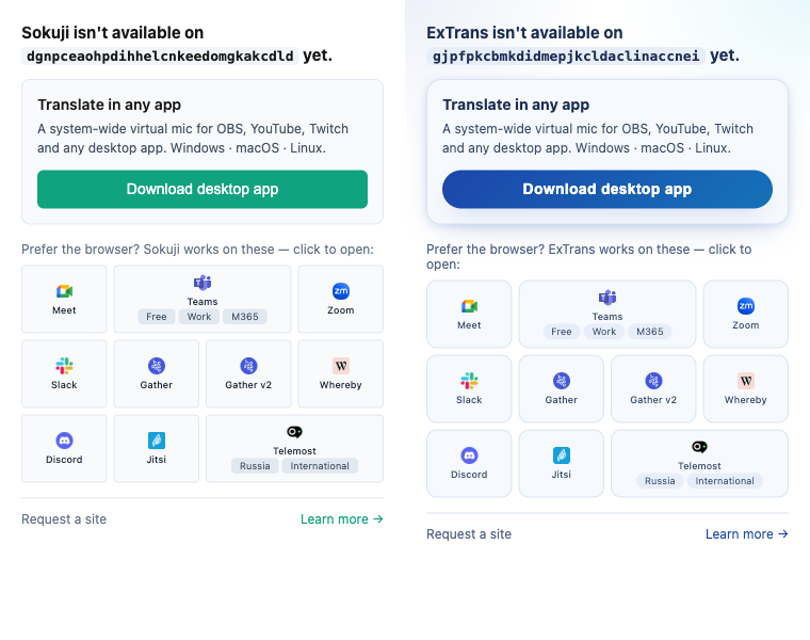 Sokuji isn't available on
dgnpceaohpdihhelcnkeedomgkakcdld yet.
Translate in any app
A system-wide virtual mic for OBS, YouTube, Twitch
and any desktop app. Windows · macOS · Linux.
Download desktop app
Prefer the browser? Sokuji works on these — click to open:
Meet
Teams
Free Work M365
zm
Zoom
Slack
Gather
Gather v2
W
Whereby
Discord
Jitsi
Telemost
Russia International
Request a site
Learn more →
ExTrans isn't available on
gjpfpkcbmkdidmepjkcldaclinaccnei yet.
Translate in any app
A system-wide virtual mic for OBS, YouTube, Twitch
and any desktop app. Windows · macOS · Linux.
Download desktop app
Prefer the browser? ExTrans works on these — click to
open:
Meet
Teams
Free Work M365
zm
Zoom
Slack
Gather
Gather v2
W
Whereby
Discord
Jitsi
Telemost
Russia International
Request a site
Learn more →